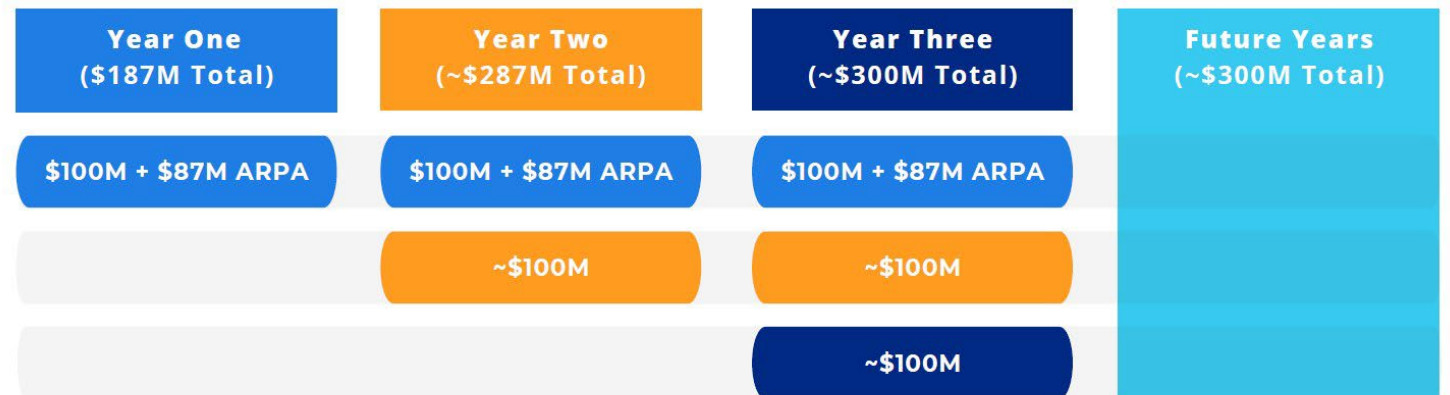 Year One
($187M Total)
Year Two
(~$287M Total)
Year Three
(~$300M Total)
Future Years
(~$300M Total)
$100M + $87M ARPA
$100M + $87M ARPA
$100M + $87M ARPA
~$100M
~$100M
~$100M